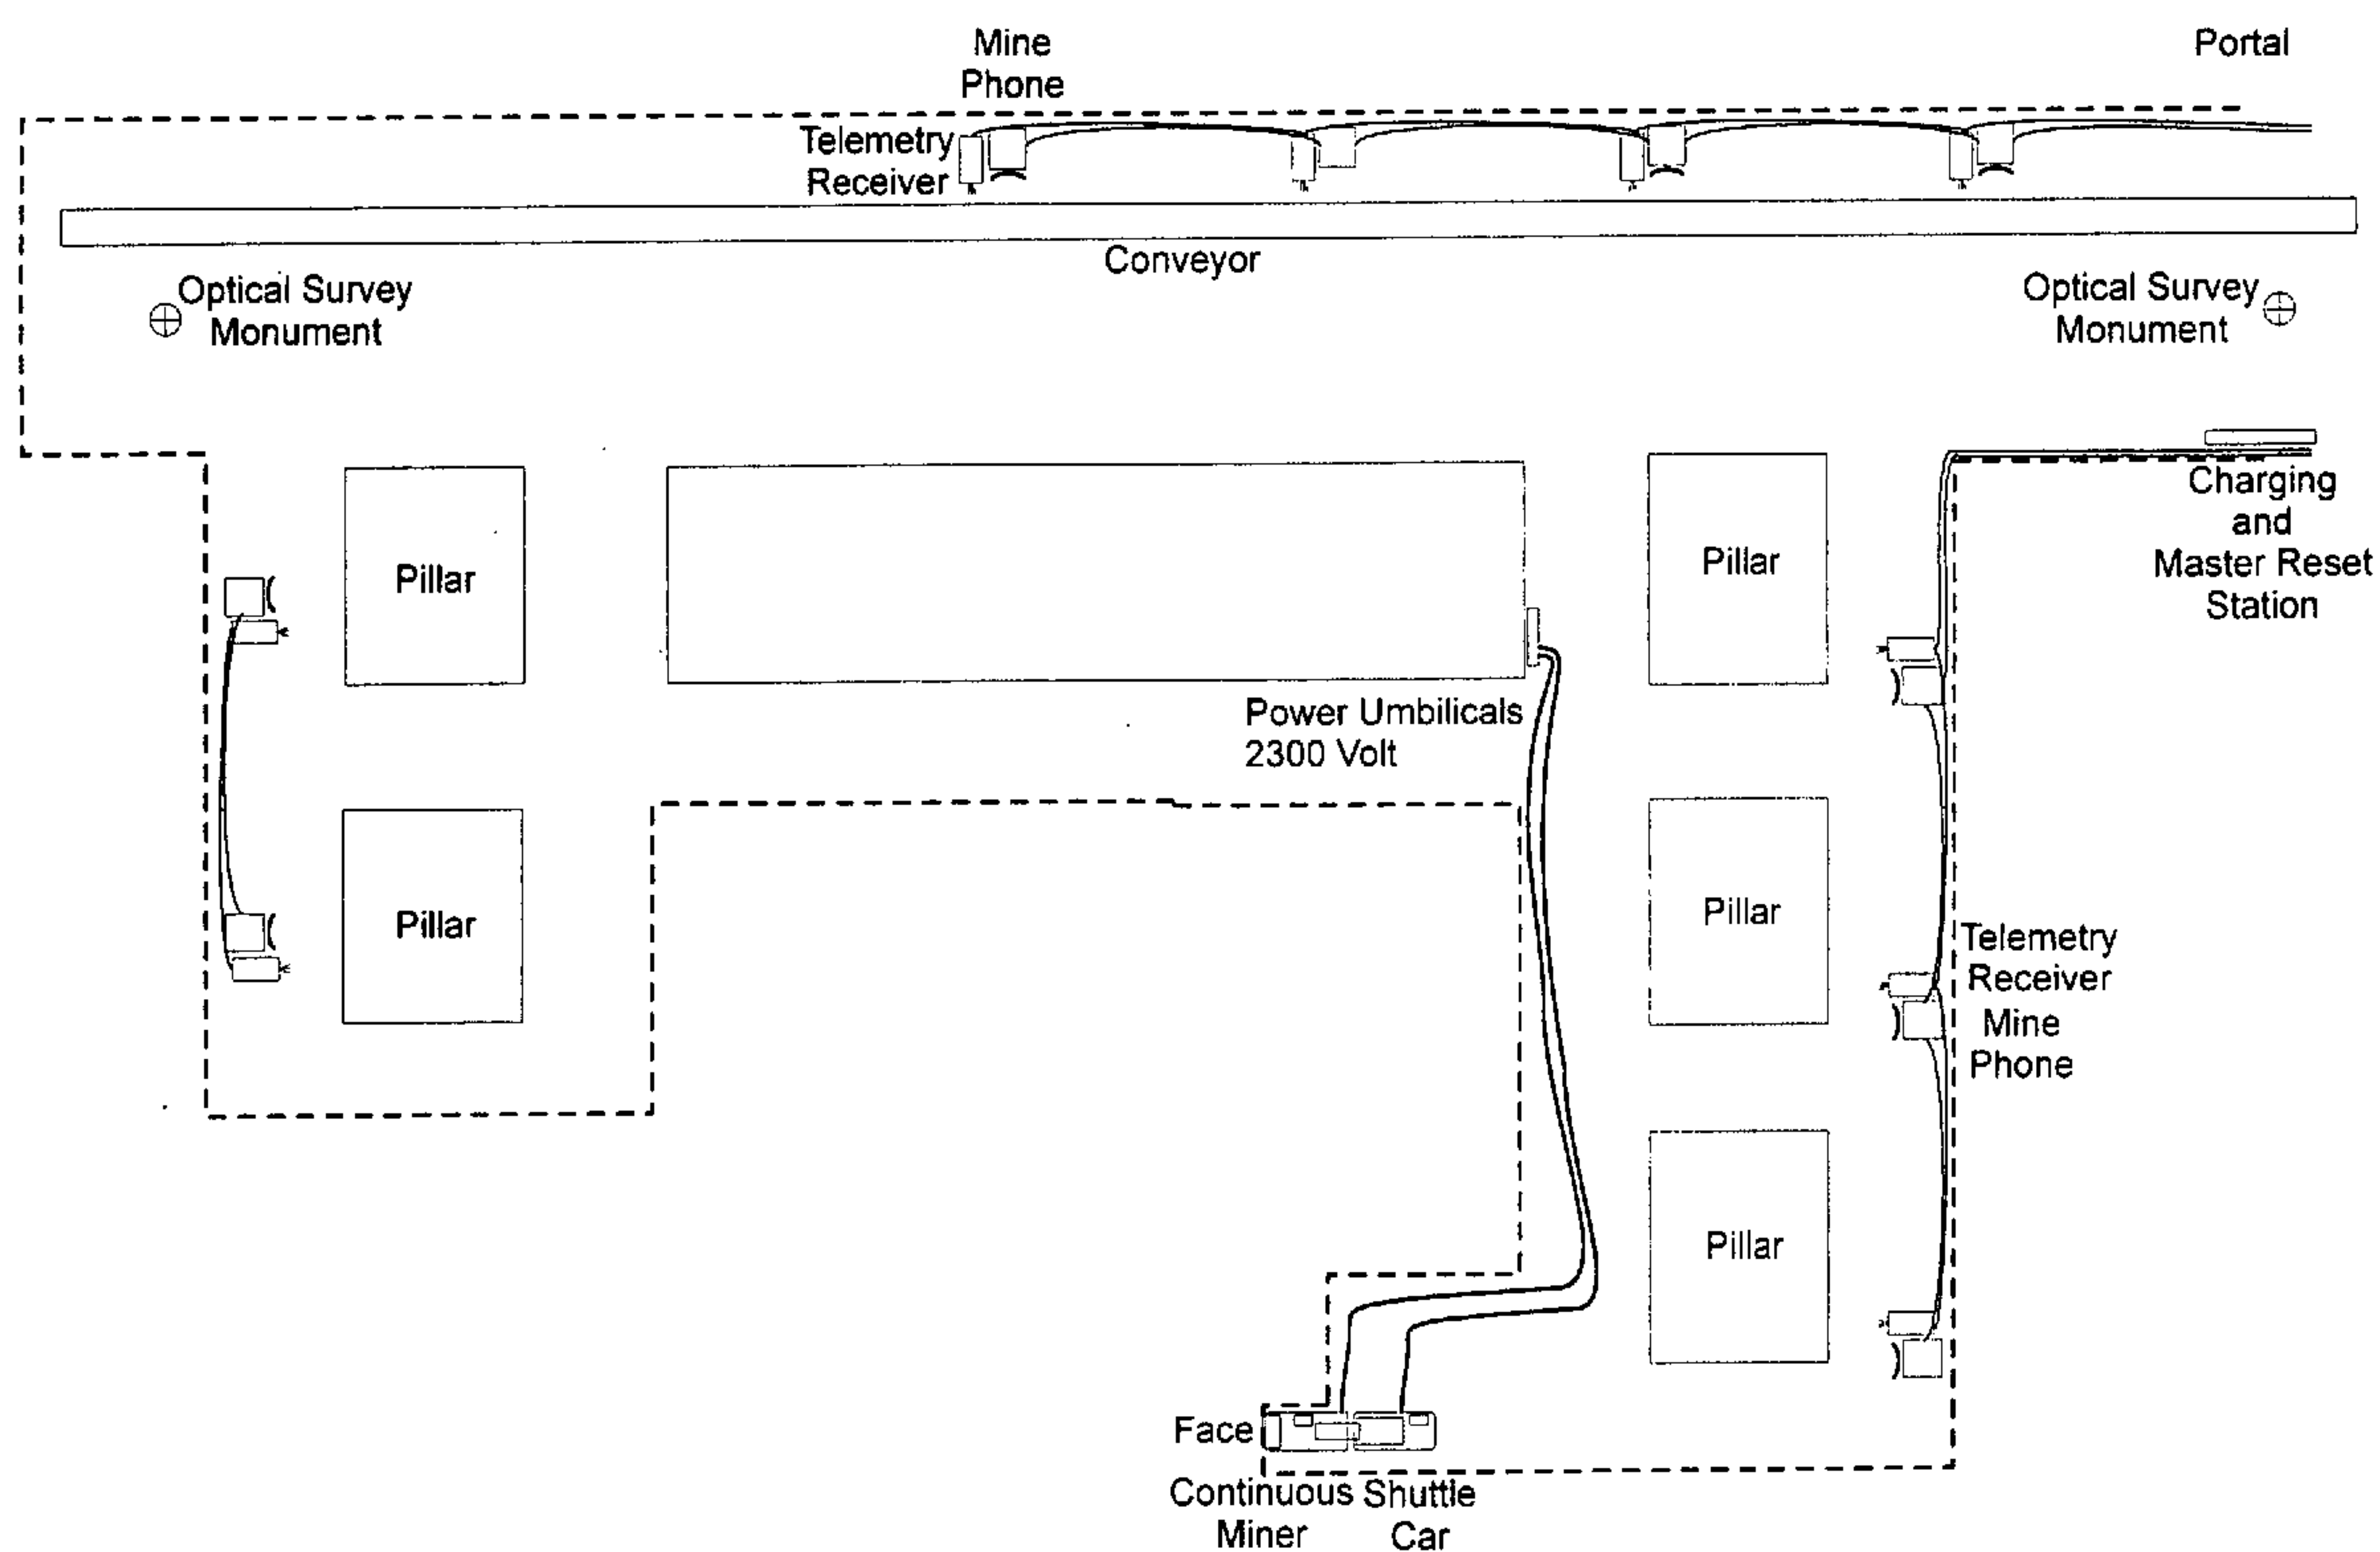 Mine
Phone
Portal
Telemetry
Receiver
Conveyor
Optical Survey
Monument
Optical Survey
Monument
Charging
and
Master Reset
Station
Pillar
Pillar
Power Umbilicals
2300 Volt
Pillar
Pillar
Telemetry
Receiver
Mine
Phone
Pillar
Face
Continuous
Miner
Shuttle
Car